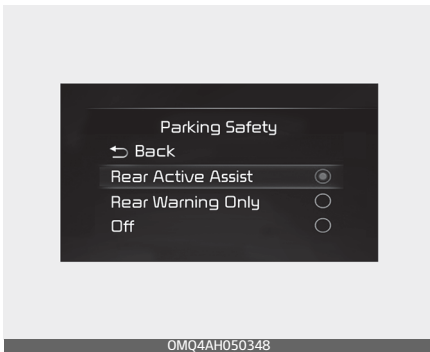 Parking Safety
Back
Rear Active Assist
Rear Warning Only
Off
OMQ4AH050348